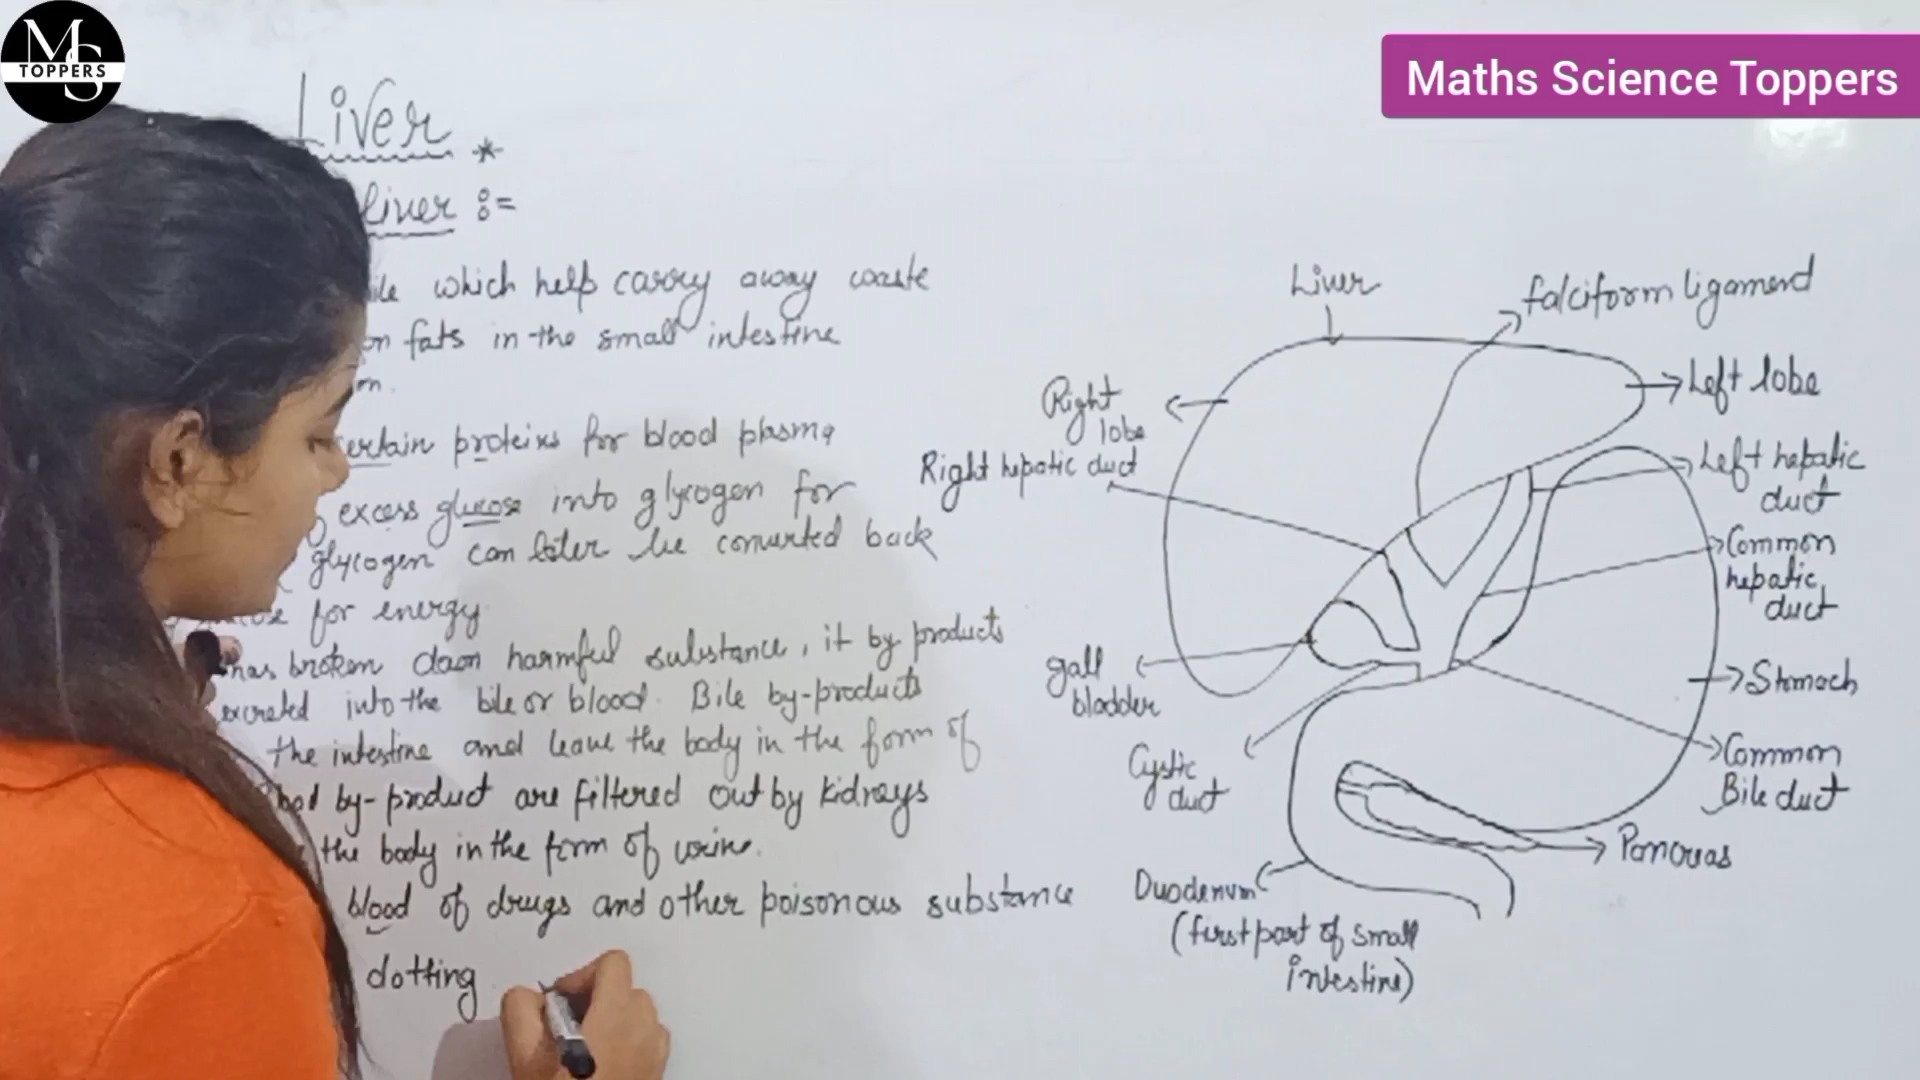 MS
TOPPERS
Maths Science Toppers
Liver *
liver :=
which help carry away waste
on fats in the small intestine
on.
ertain proteins for blood plasma
excess glucose into glycogen for
glycogen can later be converted back
for energy
has broken down harmful substance, it by products
excreted into the bile or blood. Bile by-products
the intestine and leave the body in the form of
by-product are filtered out by kidneys
the body in the form of urine.
blood of drugs and other poisonous substance
clotting
Liver
falciform ligament
Left lobe
Right
lobe
Right hepatic duct
Left hepatic
duct
Common
hepatic
duct
gall
bladder
Stomach
Cystic
duct
Common
Bile duct
Pancreas
Duodenum
(first part of small
intestine)